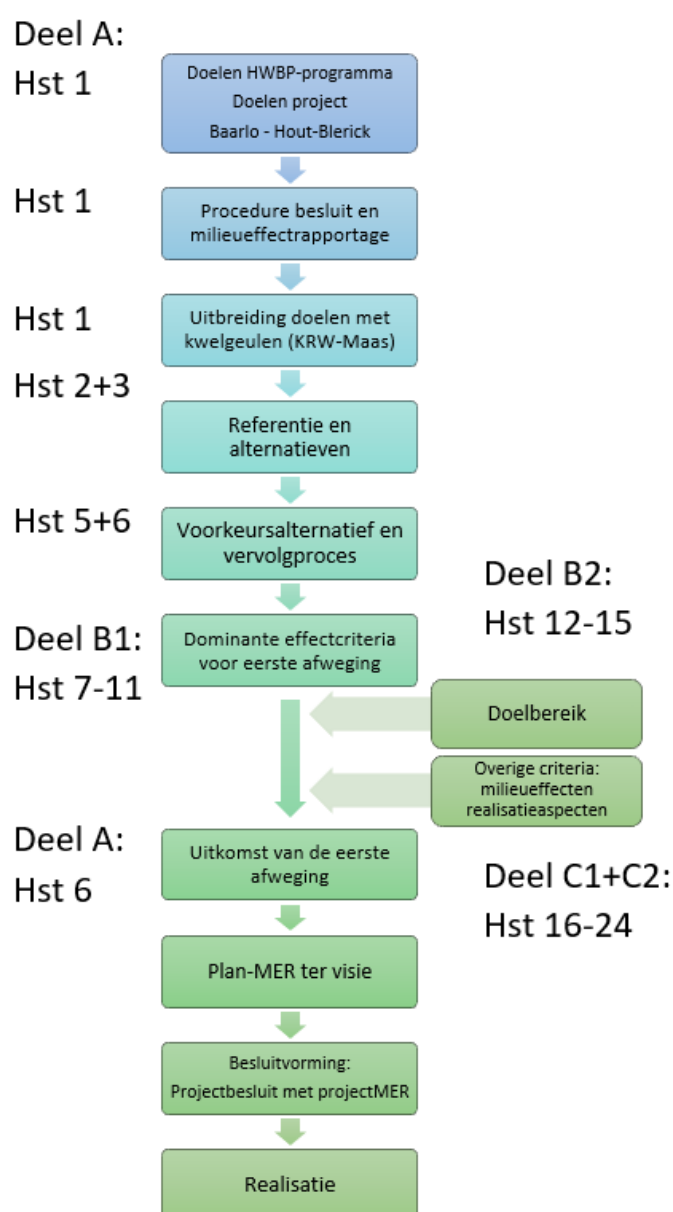 Deel A:
Hst 1
Doelen HWBP-programma
Doelen project
Baarlo - Hout-Blerick
Hst 1
Procedure besluit en
milieueffectrapportage
Hst 1
Uitbreiding doelen met
kwelgeulen (KRW-Maas)
Hst 2+3
Referentie en
alternatieven
Hst 5+6
Voorkeursalternatief en
vervolgproces
Deel B1:
Hst 7-11
Dominante effectcriteria
voor eerste afweging
Deel B2:
Hst 12-15
Doelbereik
Overige criteria:
milieueffecten
realisatieaspecten
Deel C1+C2:
Hst 16-24
Deel A:
Hst 6
Uitkomst van de eerste
afweging
Plan-MER ter visie
Besluitvorming:
Projectbesluit met projectMER
Realisatie